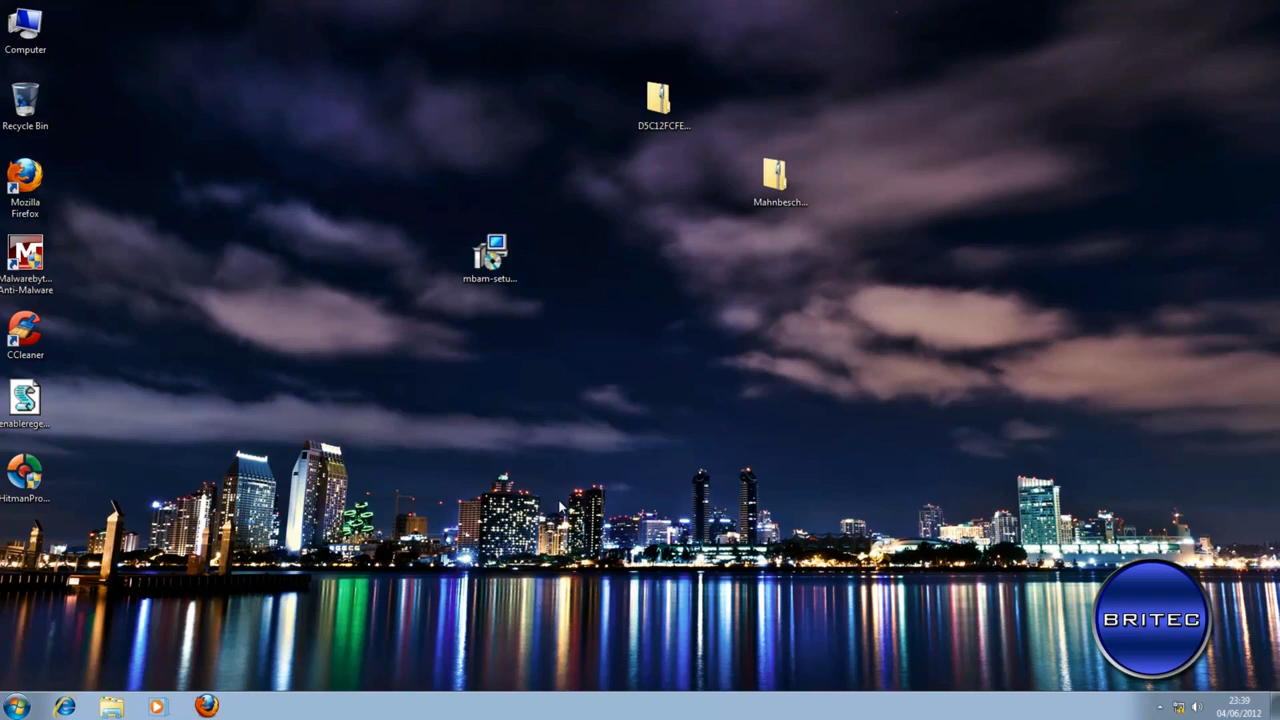 Computer
Recycle Bin
Mozilla
Firefox
Malwarebyt...
Anti-Malware
CCleaner
enablerege...
HitmanPro...
D5C12FCFE...
Mahnbesch...
mbam-setu...
BRITEC
23:39
04/06/2012